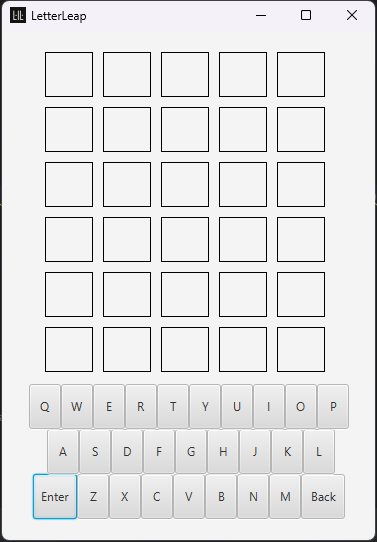 LetterLeap
Q W E R T Y U I O P
A S D F G H J K L
Enter Z X C V B N M Back